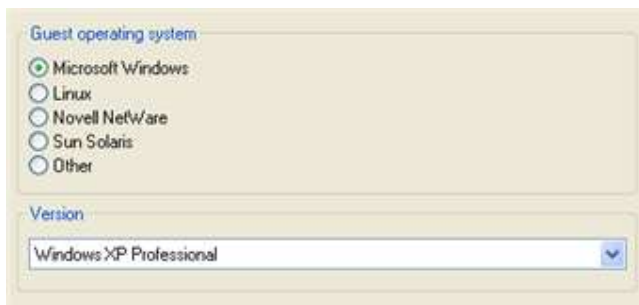 Guest operating system
Microsoft Windows
Linux
Novell NetWare
Sun Solaris
Other
Version
Windows XP Professional